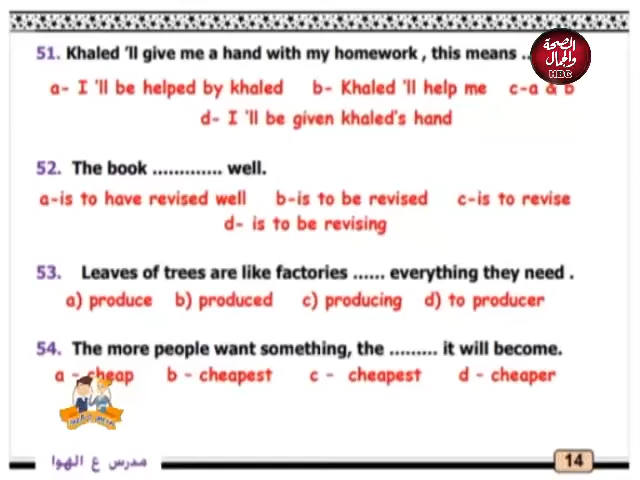 الصحة
والجمال
HBC
51. Khaled 'll give me a hand with my homework , this means ..
a- I 'll be helped by khaled b- Khaled 'll help me c-a & b
d- I 'll be given khaled's hand
52. The book ............. well.
a-is to have revised well b-is to be revised c-is to revise
d- is to be revising
53. Leaves of trees are like factories ...... everything they need .
a) produce b) produced c) producing d) to producer
54. The more people want something, the ......... it will become.
a - cheap b - cheapest c - cheapest d - cheaper
مدرس ع الهوا
14